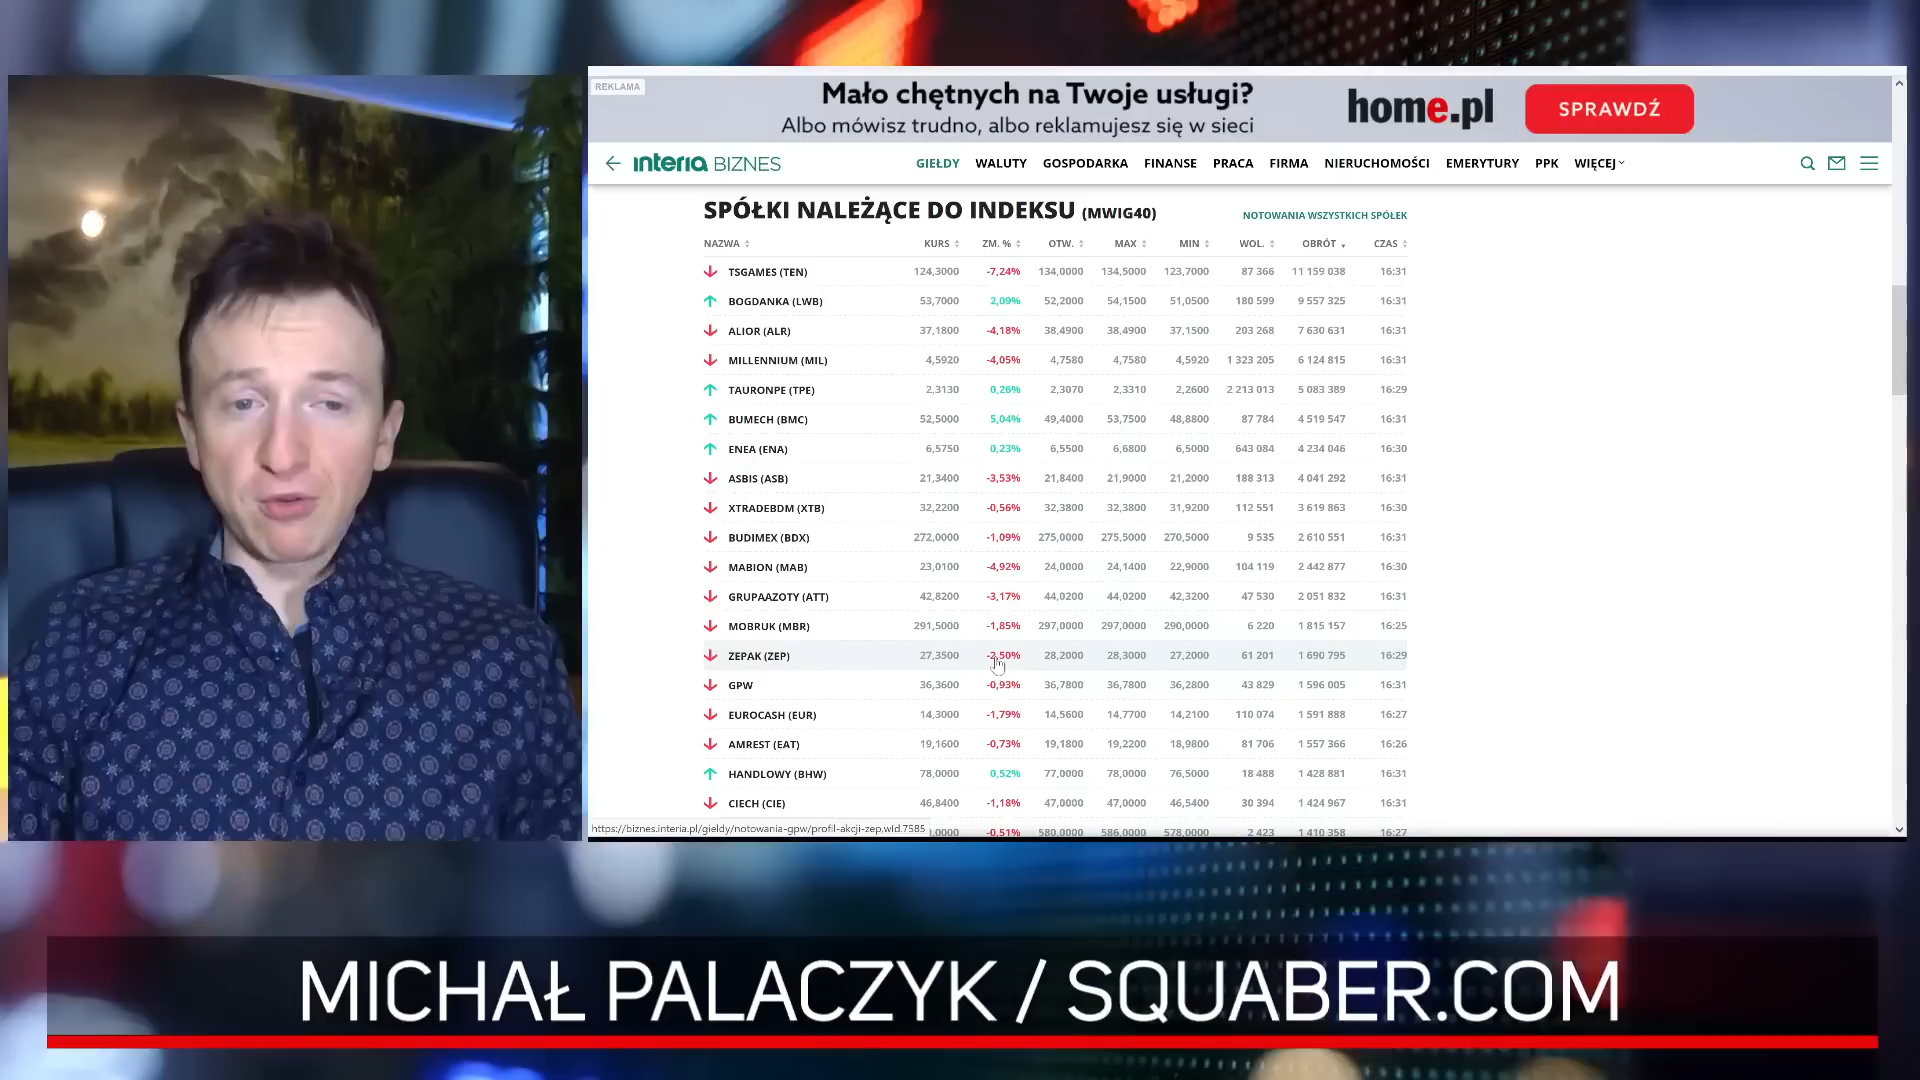 REKLAMA
Mało chętnych na Twoje usługi?
Albo mówisz trudno, albo reklamujesz się w sieci
home.pl
SPRAWDŹ
interia BIZNES
GIEŁDY WALUTY GOSPODARKA FINANSE PRACA FIRMA NIERUCHOMOŚCI EMERYTURY PPK WIĘCEJ
SPÓŁKI NALEŻĄCE DO INDEKSU (MWIG40)
NOTOWANIA WSZYSTKICH SPÓŁEK
NAZWA KURS ZM. % OTW. MAX MIN WOL. OBRÓT CZAS
TSGAMES (TEN) 124,3000 -7,24% 134,0000 134,5000 123,7000 87 366 11 159 038 16:31
BOGDANKA (LWB) 53,7000 2,09% 52,2000 54,1500 51,0500 180 599 9 557 325 16:31
ALIOR (ALR) 37,1800 -4,18% 38,4900 38,4900 37,1500 203 268 7 630 631 16:31
MILLENNIUM (MIL) 4,5920 -4,05% 4,7580 4,7580 4,5920 1 323 205 6 124 815 16:31
TAURONPE (TPE) 2,3130 0,26% 2,3070 2,3310 2,2600 2 213 013 5 083 389 16:29
BUMECH (BMC) 52,5000 5,04% 49,4000 53,7500 48,8800 87 784 4 519 547 16:31
ENEA (ENA) 6,5750 0,23% 6,5500 6,6800 6,5000 643 084 4 234 046 16:30
ASBIS (ASB) 21,3400 -3,53% 21,8400 21,9000 21,2000 188 313 4 041 292 16:31
XTRADEBDM (XTB) 32,2200 -0,56% 32,3800 32,3800 31,9200 112 551 3 619 863 16:30
BUDIMEX (BDX) 272,0000 -1,09% 275,0000 275,5000 270,5000 9 535 2 610 551 16:31
MABION (MAB) 23,0100 -4,92% 24,0000 24,1400 22,9000 104 119 2 442 877 16:30
GRUPAAZOTY (ATT) 42,8200 -3,17% 44,0200 44,0200 42,3200 47 530 2 051 832 16:31
MOBRUK (MBR) 291,5000 -1,85% 297,0000 297,0000 290,0000 6 220 1 815 157 16:25
ZEPAK (ZEP) 27,3500 -2,50% 28,2000 28,3000 27,2000 61 201 1 690 795 16:29
GPW 36,3600 -0,93% 36,7800 36,7800 36,2800 43 829 1 596 005 16:31
EUROCASH (EUR) 14,3000 -1,79% 14,5600 14,7700 14,2100 110 074 1 591 888 16:27
AMREST (EAT) 19,1600 -0,73% 19,1800 19,2200 18,9800 81 706 1 557 366 16:26
HANDLOWY (BHW) 78,0000 0,52% 77,0000 78,0000 76,5000 18 488 1 428 881 16:31
CIECH (CIE) 46,8400 -1,18% 47,0000 47,0000 46,5400 30 394 1 424 967 16:31
https://biznes.interia.pl/gieldy/notowania-gpw/profil-akcji-zep,wId,7585 ,0000 -0,51% 580,0000 586,0000 578,0000 2 423 1 410 358 16:27
MICHAŁ PALACZYK / SQUABER.COM